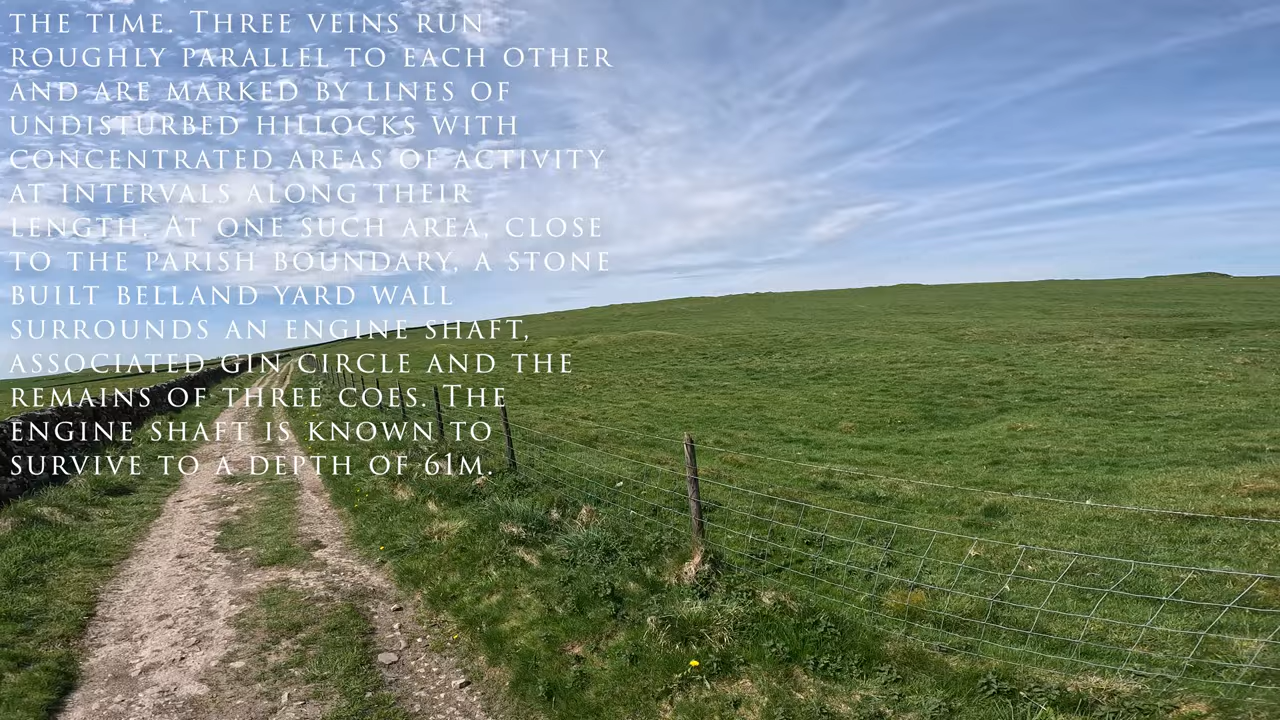 the time. Three veins run
roughly parallel to each other
and are marked by lines of
undisturbed hillocks with
concentrated areas of activity
at intervals along their
length. At one such area, close
to the parish boundary, a stone
built belland yard wall
surrounds an engine shaft,
associated gin circle and the
remains of three coes. The
engine shaft is known to
survive to a depth of 61m.